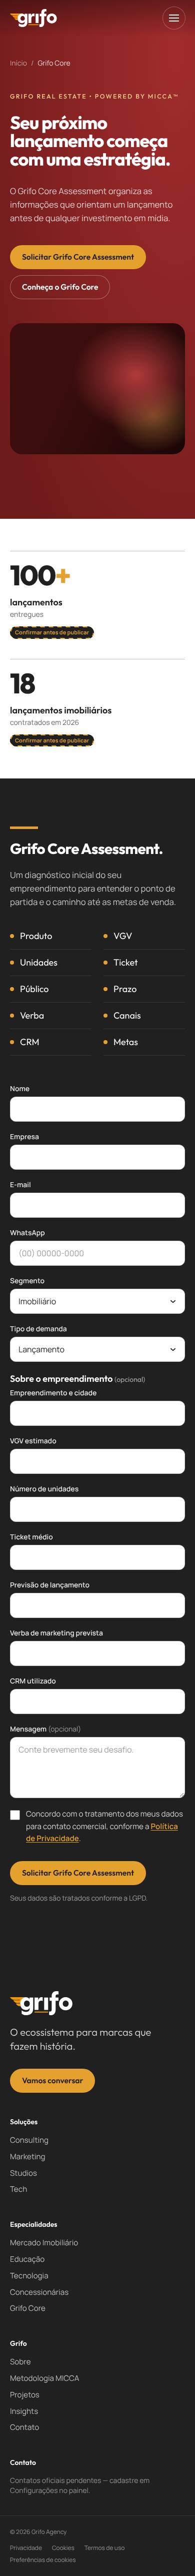 grifo
Início / Grifo Core
GRIFO REAL ESTATE • POWERED BY MICCA™
Seu próximo
lançamento começa
com uma estratégia.
O Grifo Core Assessment organiza as
informações que orientam um lançamento
antes de qualquer investimento em mídia.
Solicitar Grifo Core Assessment
Conheça o Grifo Core
100+
lançamentos
entregues
Confirmar antes de publicar
18
lançamentos imobiliários
contratados em 2026
Confirmar antes de publicar
Grifo Core Assessment.
Um diagnóstico inicial do seu
empreendimento para entender o ponto de
partida e o caminho até as metas de venda.
Produto VGV
Unidades Ticket
Público Prazo
Verba Canais
CRM Metas
Nome
Empresa
E-mail
WhatsApp
(00) 00000-0000
Segmento
Imobiliário
Tipo de demanda
Lançamento
Sobre o empreendimento (opcional)
Empreendimento e cidade
VGV estimado
Número de unidades
Ticket médio
Previsão de lançamento
Verba de marketing prevista
CRM utilizado
Mensagem (opcional)
Conte brevemente seu desafio.
Concordo com o tratamento dos meus dados
para contato comercial, conforme a Política
de Privacidade.
Solicitar Grifo Core Assessment
Seus dados são tratados conforme a LGPD.
grifo
O ecossistema para marcas que
fazem história.
Vamos conversar
Soluções
Consulting
Marketing
Studios
Tech
Especialidades
Mercado Imobiliário
Educação
Tecnologia
Concessionárias
Grifo Core
Grifo
Sobre
Metodologia MICCA
Projetos
Insights
Contato
Contato
Contatos oficiais pendentes — cadastre em
Configurações no painel.
© 2026 Grifo Agency
Privacidade Cookies Termos de uso
Preferências de cookies